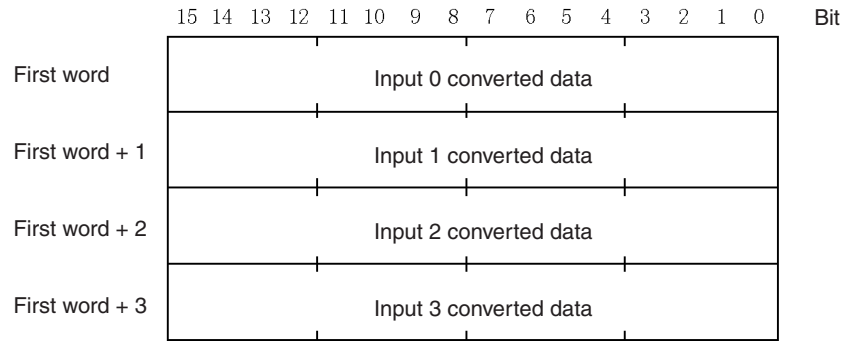 15 14 13 12 11 10 9 8 7 6 5 4 3 2 1 0 Bit
First word Input 0 converted data
First word + 1 Input 1 converted data
First word + 2 Input 2 converted data
First word + 3 Input 3 converted data